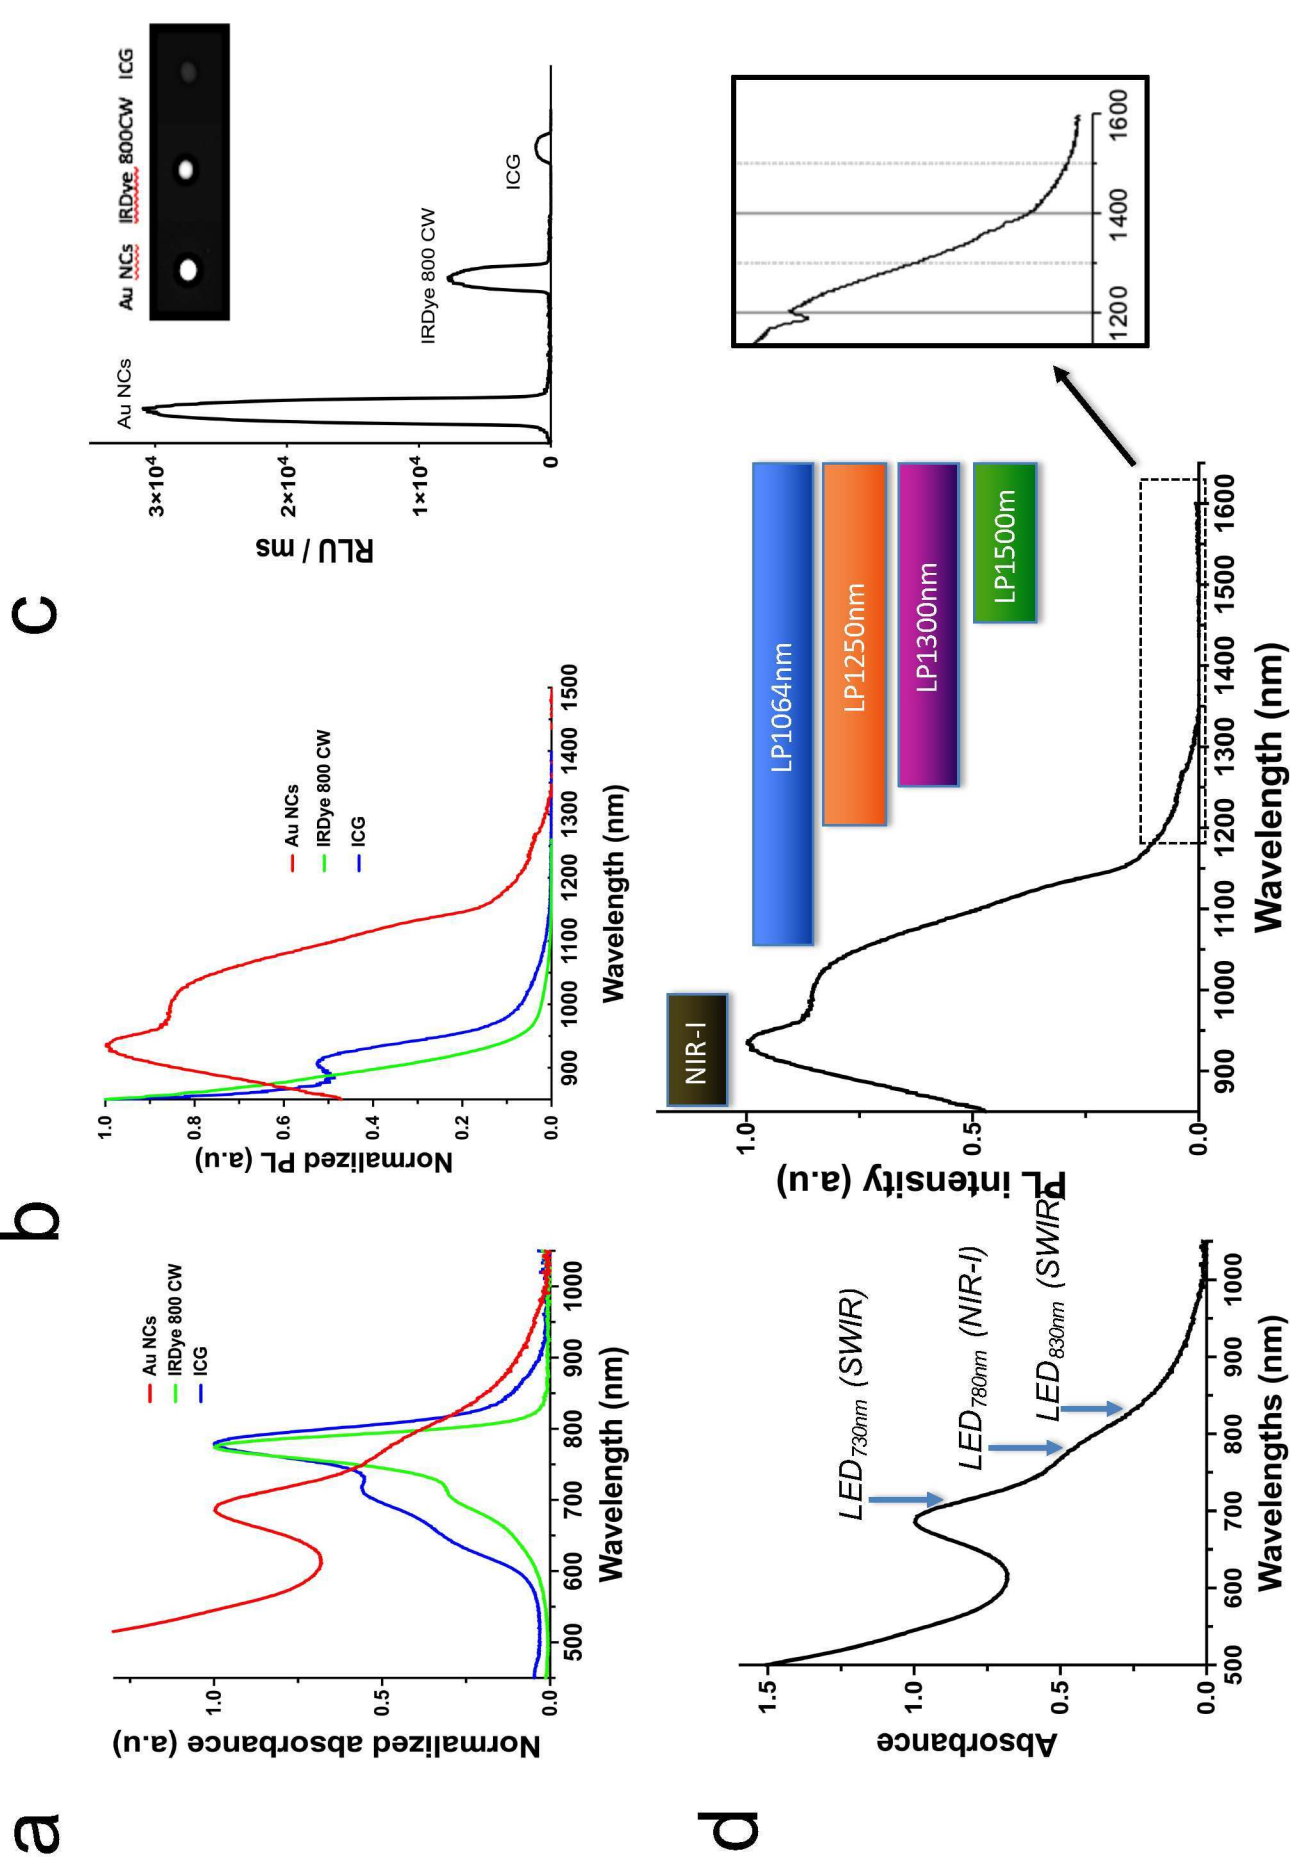 a
Normalized absorbance (a.u)
1.0
0.5
0.0
Au NCs
IRDye 800 CW
ICG
500 600 700 800 900 1000
Wavelength (nm)
b
Normalized PL (a.u)
1.0
0.8
0.6
0.4
0.2
0.0
Au NCs
IRDye 800 CW
ICG
900 1000 1100 1200 1300 1400 1500
Wavelength (nm)
c
RLU / ms
3×10⁴
2×10⁴
1×10⁴
0
Au NCs
IRDye 800 CW
ICG
Au NCs IRDye 800CW ICG
d
Absorbance
1.5
1.0
0.5
0.0
LED730nm (SWIR)
LED780nm (NIR-I)
LED830nm (SWIR)
500 600 700 800 900 1000
Wavelengths (nm)
PL intensity (a.u)
1.0
0.5
0.0
NIR-I
LP1064nm
LP1250nm
LP1300nm
LP1500m
900 1000 1100 1200 1300 1400 1500 1600
Wavelength (nm)
1200 1400 1600